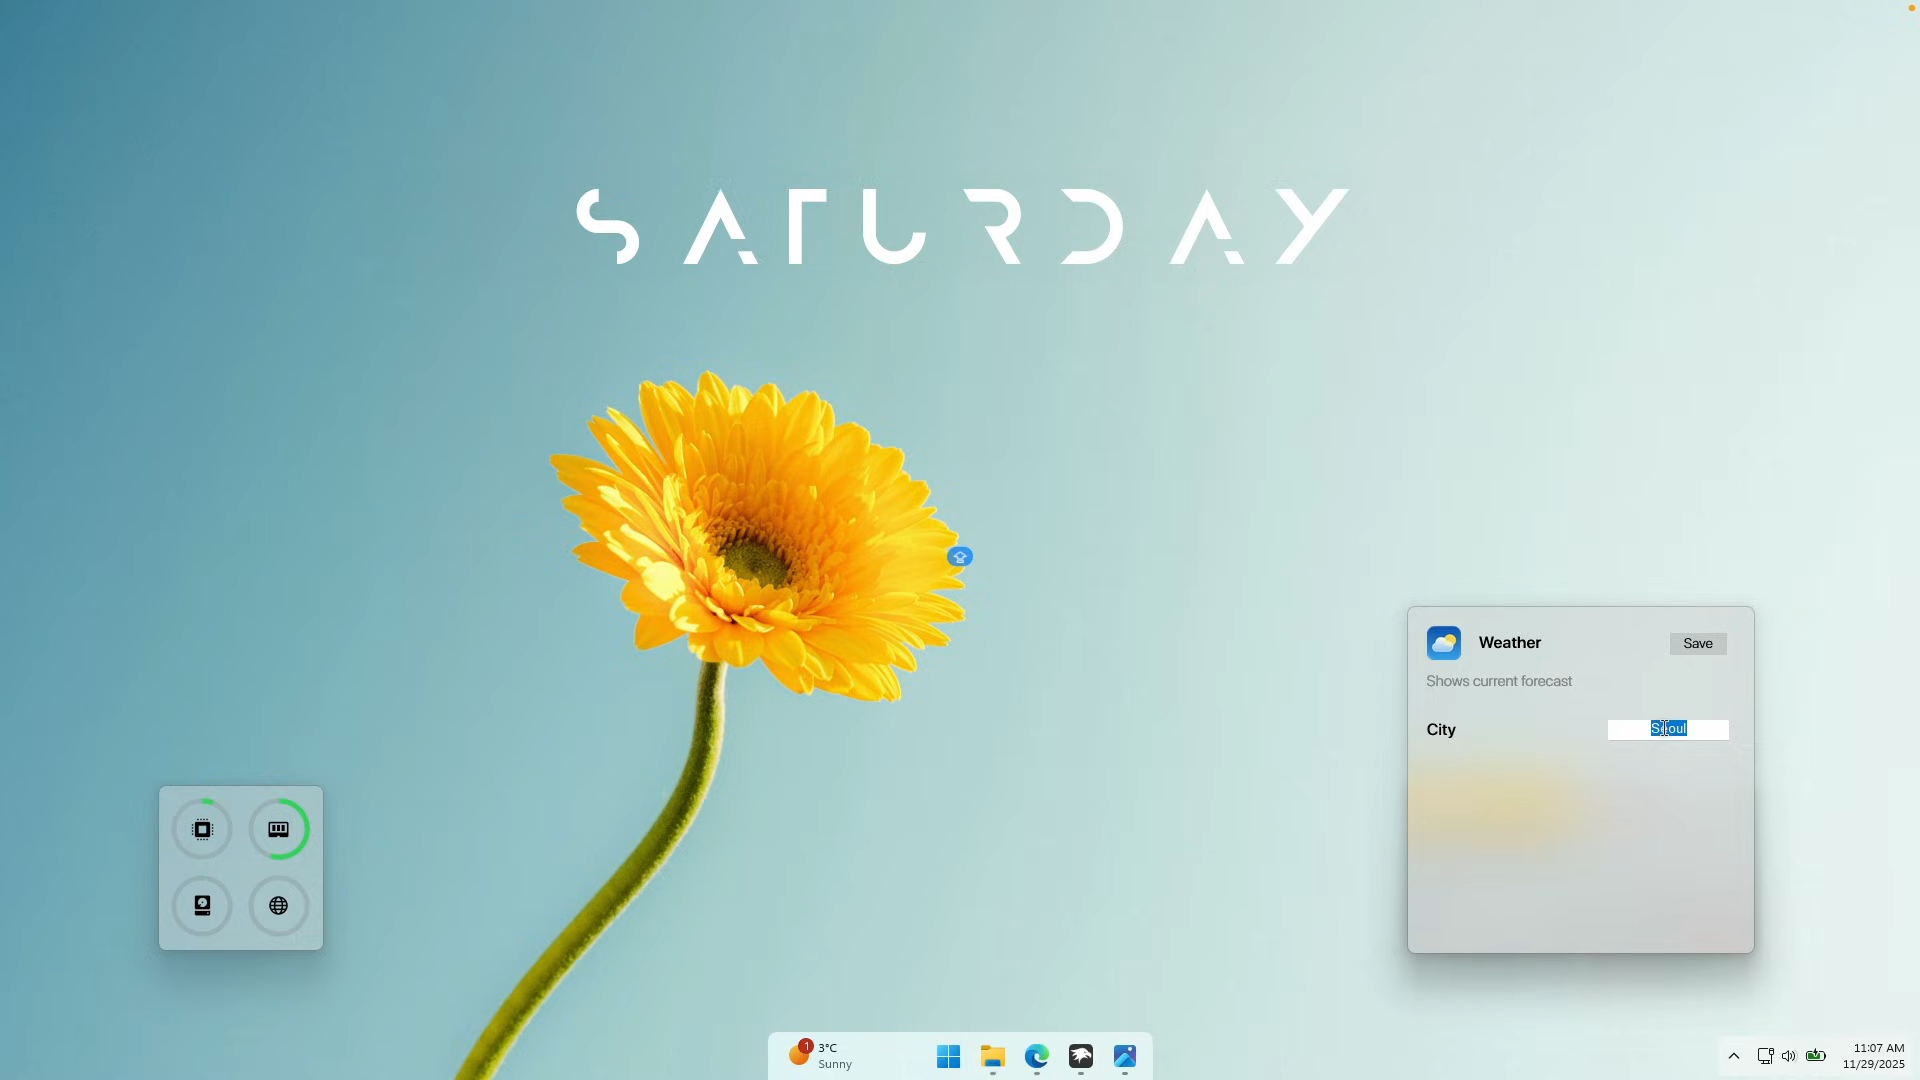 SATURDAY
Weather
Save
Shows current forecast
City
Seoul
1
3°C
Sunny
11:07 AM
11/29/2025